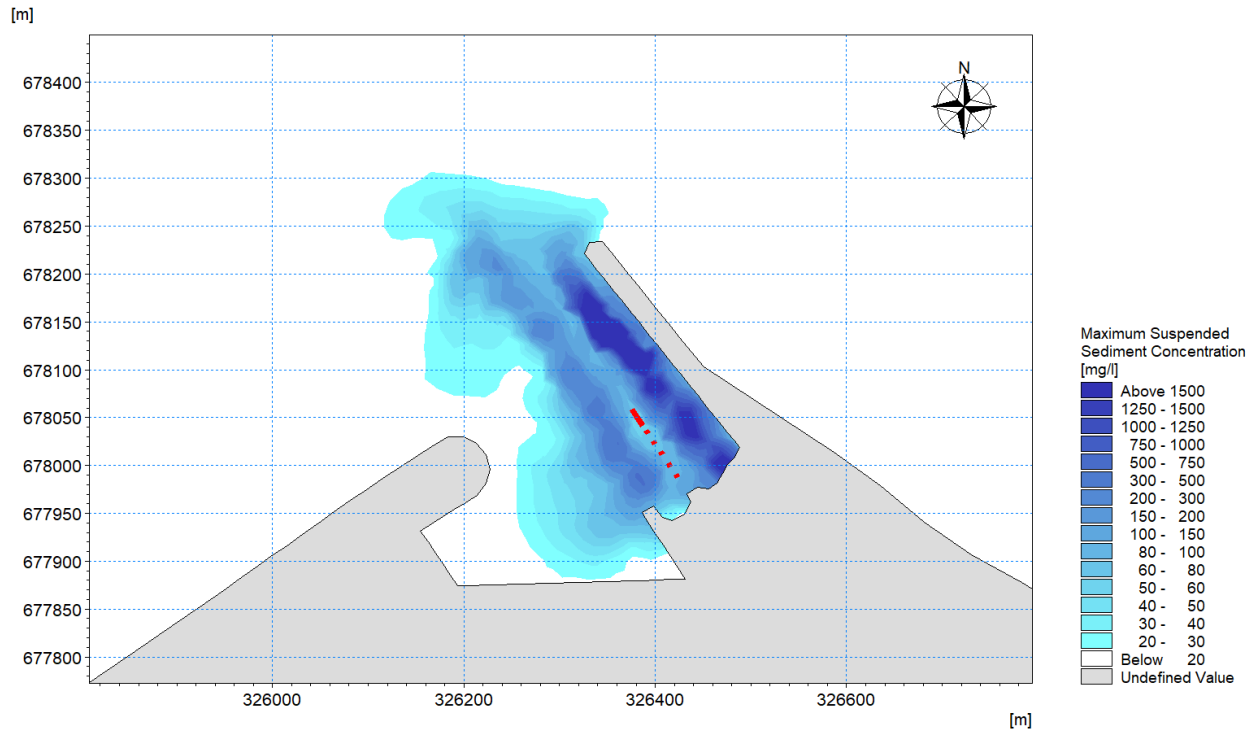 [m]
678400
678350
678300
678250
678200
678150
678100
678050
678000
677950
677900
677850
677800
326000 326200 326400 326600
[m]
N
Maximum Suspended
Sediment Concentration
[mg/l]
Above 1500
1250 - 1500
1000 - 1250
750 - 1000
500 - 750
300 - 500
200 - 300
150 - 200
100 - 150
80 - 100
60 - 80
50 - 60
40 - 50
30 - 40
20 - 30
Below 20
Undefined Value